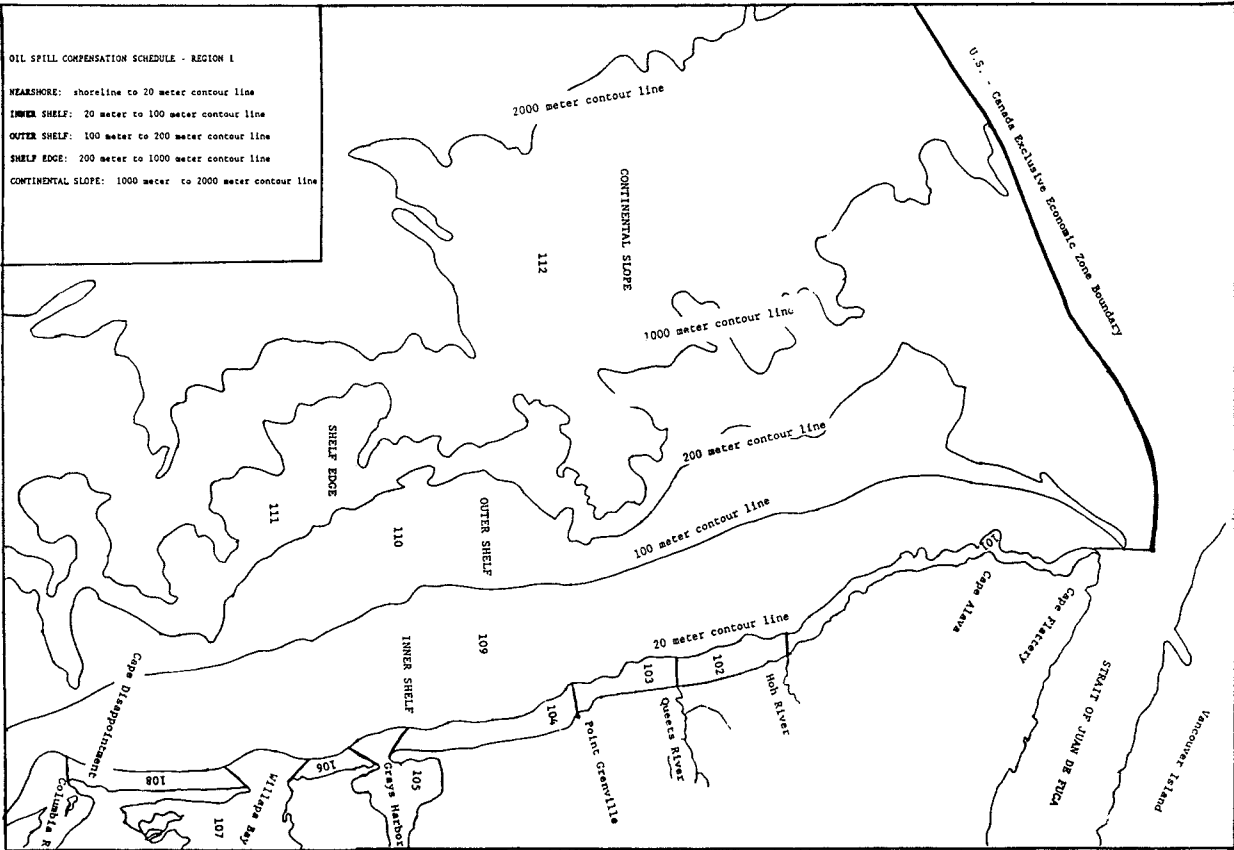 OIL SPILL COMPENSATION SCHEDULE - REGION 1
NEARSHORE: shoreline to 20 meter contour line
INNER SHELF: 20 meter to 100 meter contour line
OUTER SHELF: 100 meter to 200 meter contour line
SHELF EDGE: 200 meter to 1000 meter contour line
CONTINENTAL SLOPE: 1000 meter to 2000 meter contour line
2000 meter contour line
U.S. - Canada Exclusive Economic Zone Boundary
CONTINENTAL SLOPE
112
1000 meter contour line
200 meter contour line
SHELF EDGE
111
100 meter contour line
OUTER SHELF
110
101
Cape Alava
Cape Flattery
STRAIT OF JUAN DE FUCA
Vancouver Island
20 meter contour line
109
INNER SHELF
102
Hoh River
103
Queets River
104
Point Grenville
105
Grays Harbor
106
Willapa Bay
107
108
Cape Disappointment
Columbia R